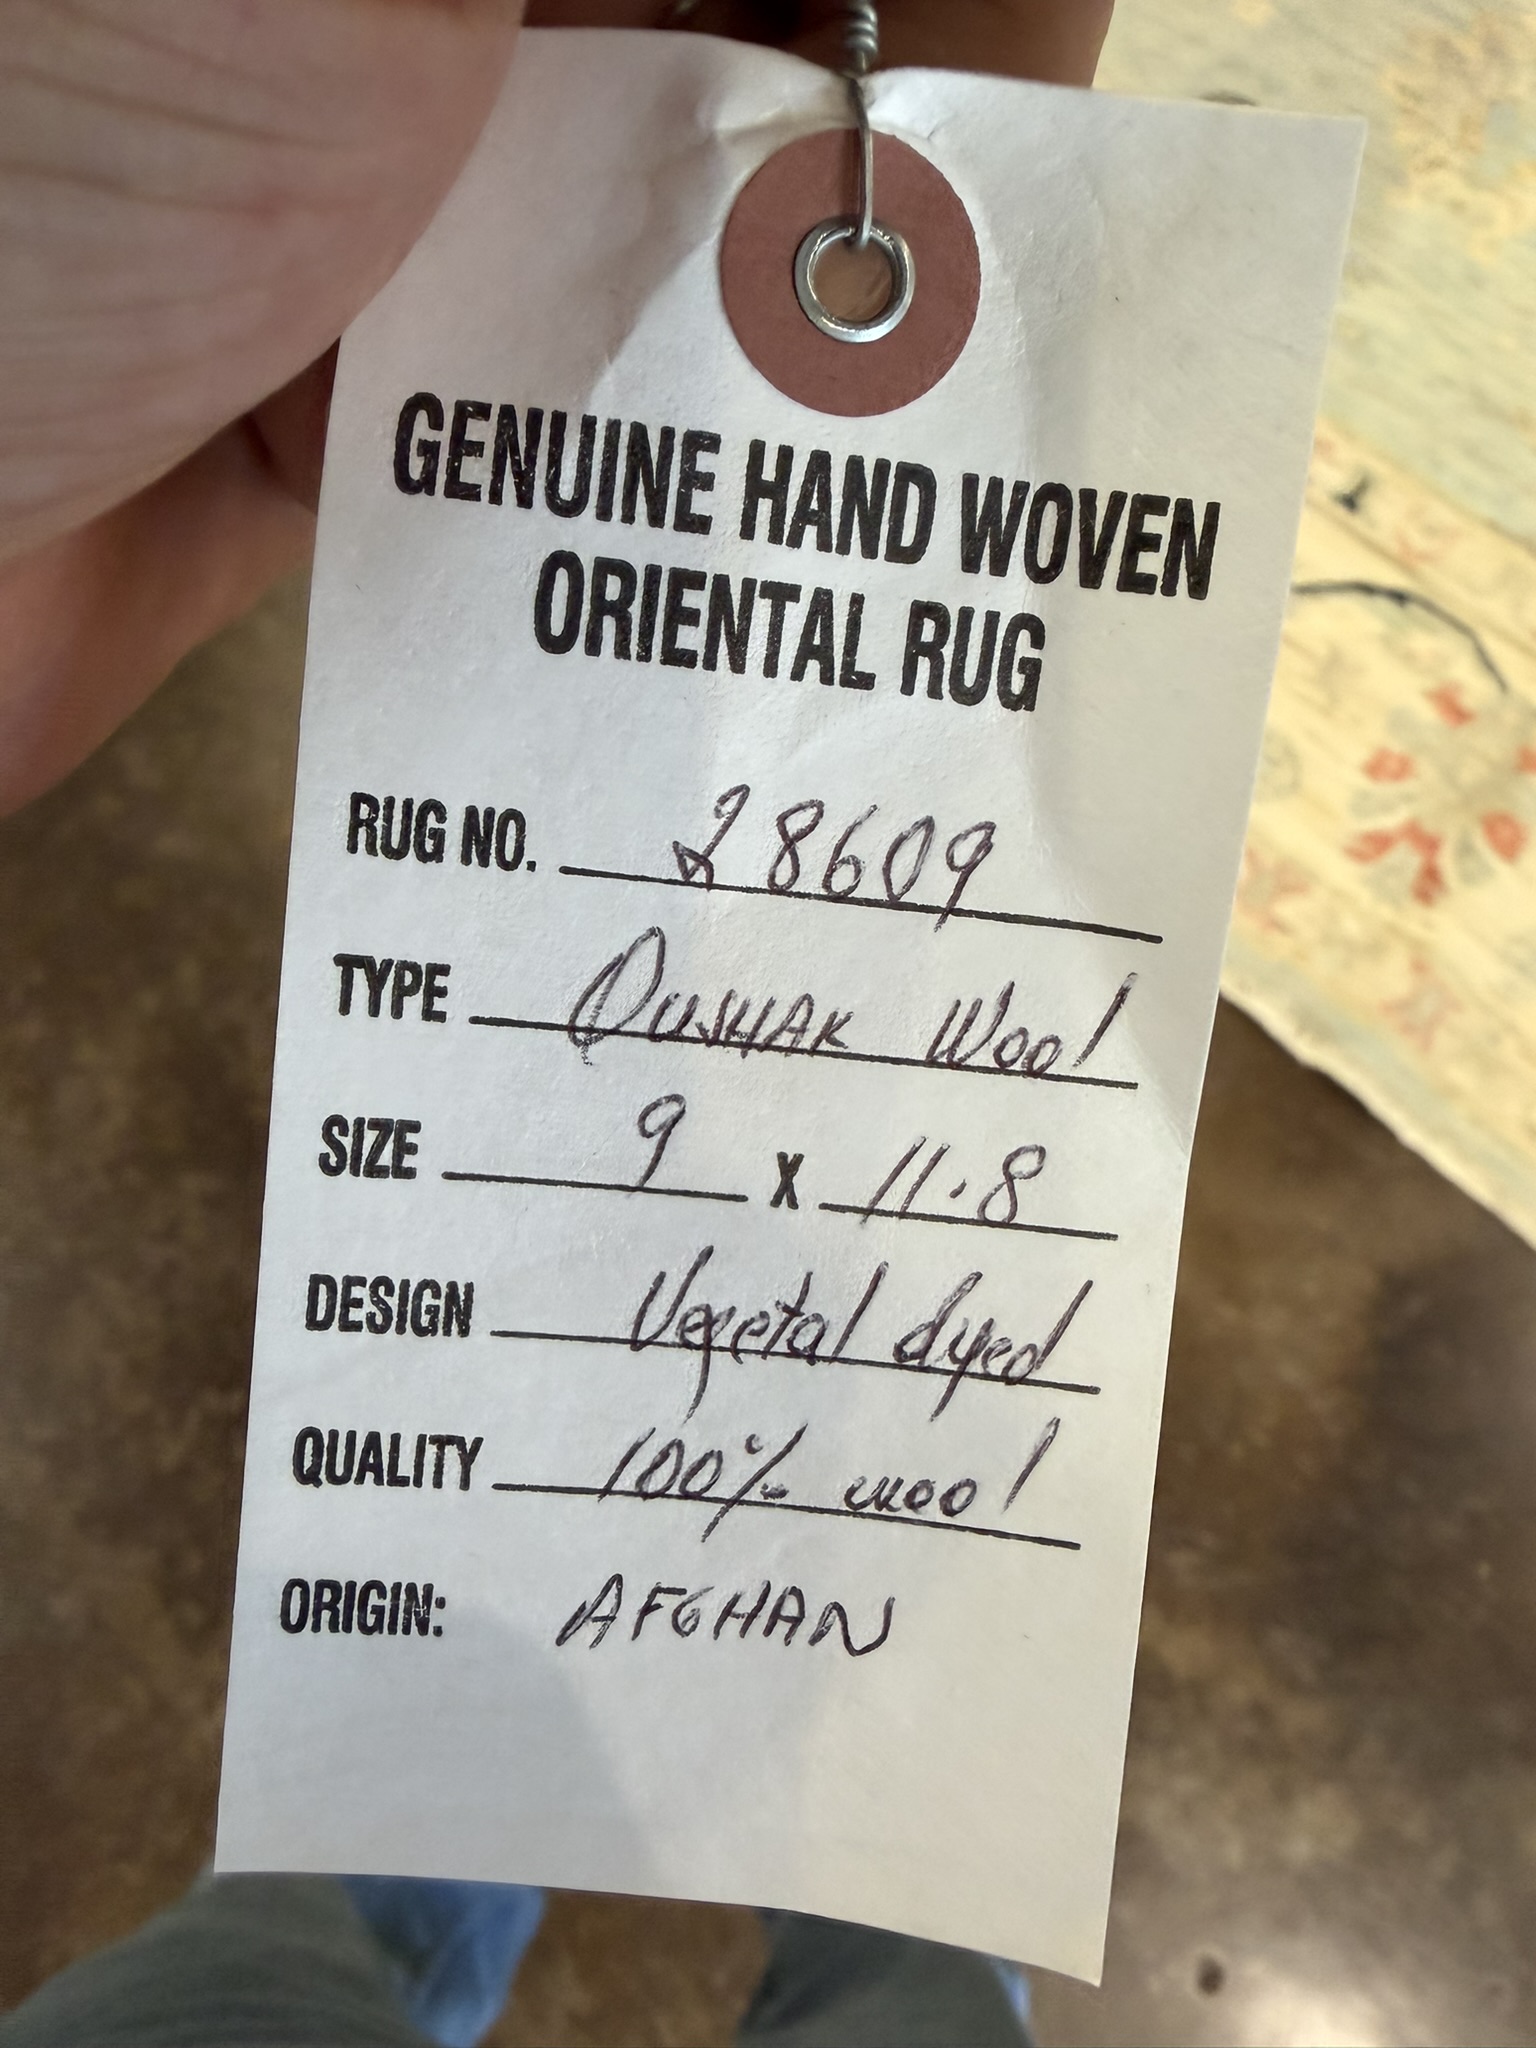 GENUINE HAND WOVEN
ORIENTAL RUG
RUG NO. 28609
TYPE OUSHAK Wool
SIZE 9 X 11.8
DESIGN Vegetal dyed
QUALITY 100% wool
ORIGIN: AFGHAN